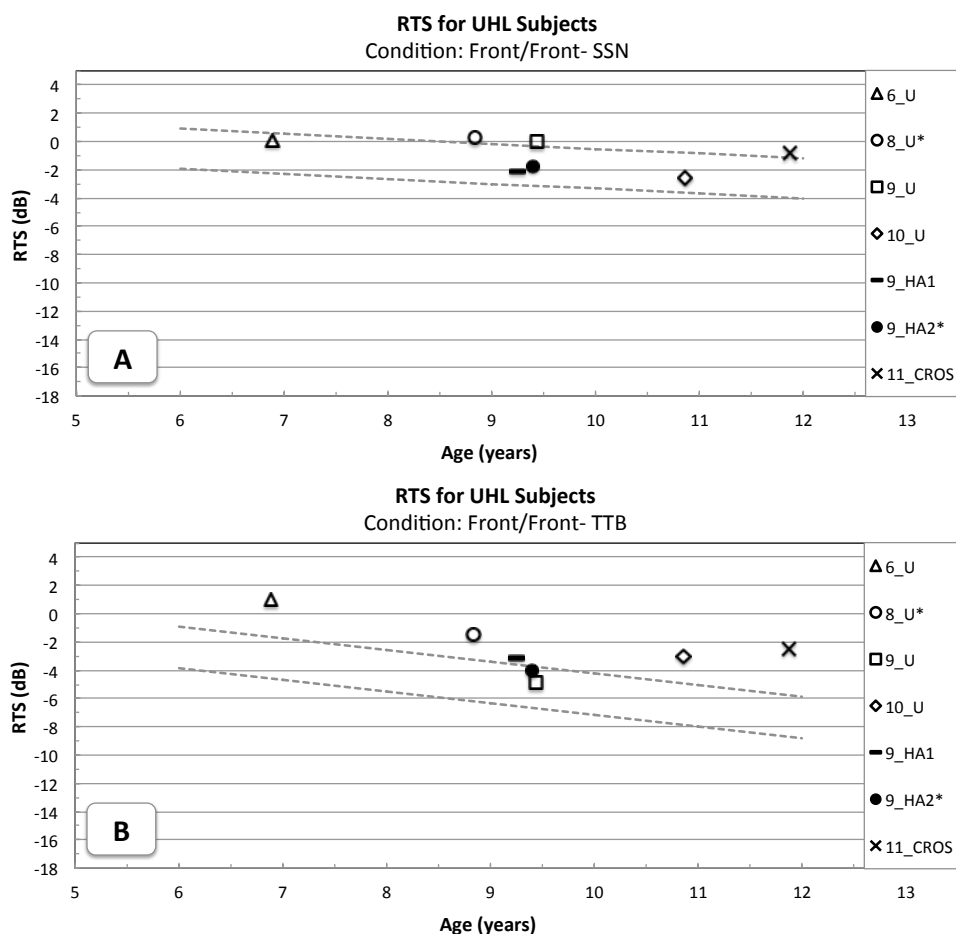 RTS for UHL Subjects
Condition: Front/Front- SSN
4
2
0
-2
-4
-6
-8
-10
-12
-14
-16
-18
RTS (dB)
A
5 6 7 8 9 10 11 12 13
Age (years)
6_U
8_U*
9_U
10_U
9_HA1
9_HA2*
11_CROS
RTS for UHL Subjects
Condition: Front/Front- TTB
4
2
0
-2
-4
-6
-8
-10
-12
-14
-16
-18
RTS (dB)
B
5 6 7 8 9 10 11 12 13
Age (years)
6_U
8_U*
9_U
10_U
9_HA1
9_HA2*
11_CROS